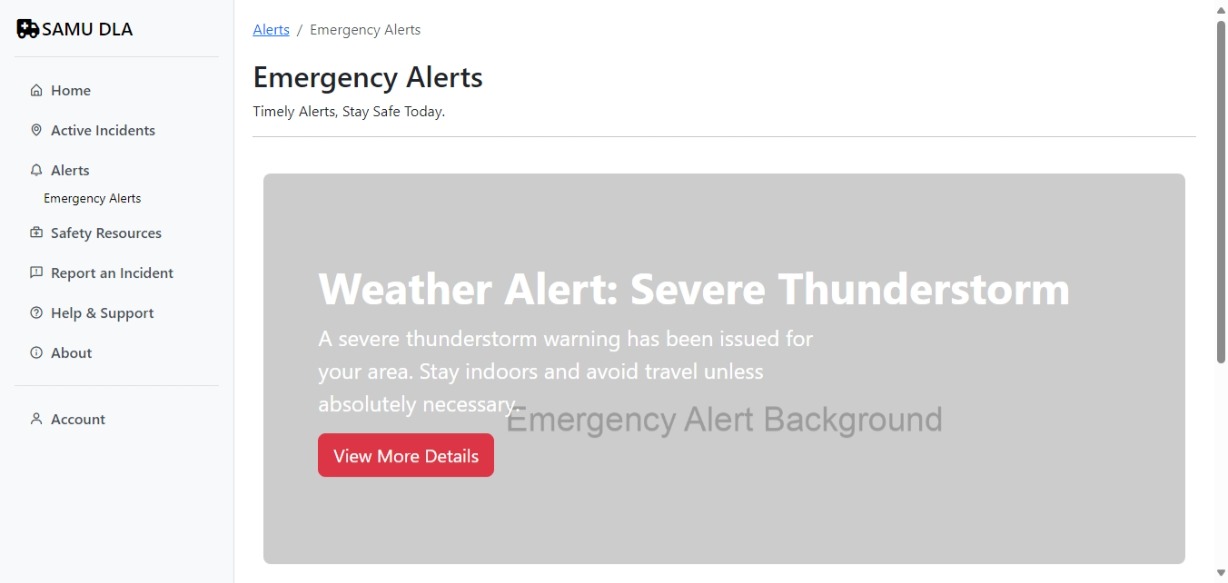 SAMU DLA
Home
Active Incidents
Alerts
Emergency Alerts
Safety Resources
Report an Incident
Help & Support
About
Account
Alerts / Emergency Alerts
Emergency Alerts
Timely Alerts, Stay Safe Today.
Weather Alert: Severe Thunderstorm
A severe thunderstorm warning has been issued for
your area. Stay indoors and avoid travel unless
absolutely necessary.
Emergency Alert Background
View More Details